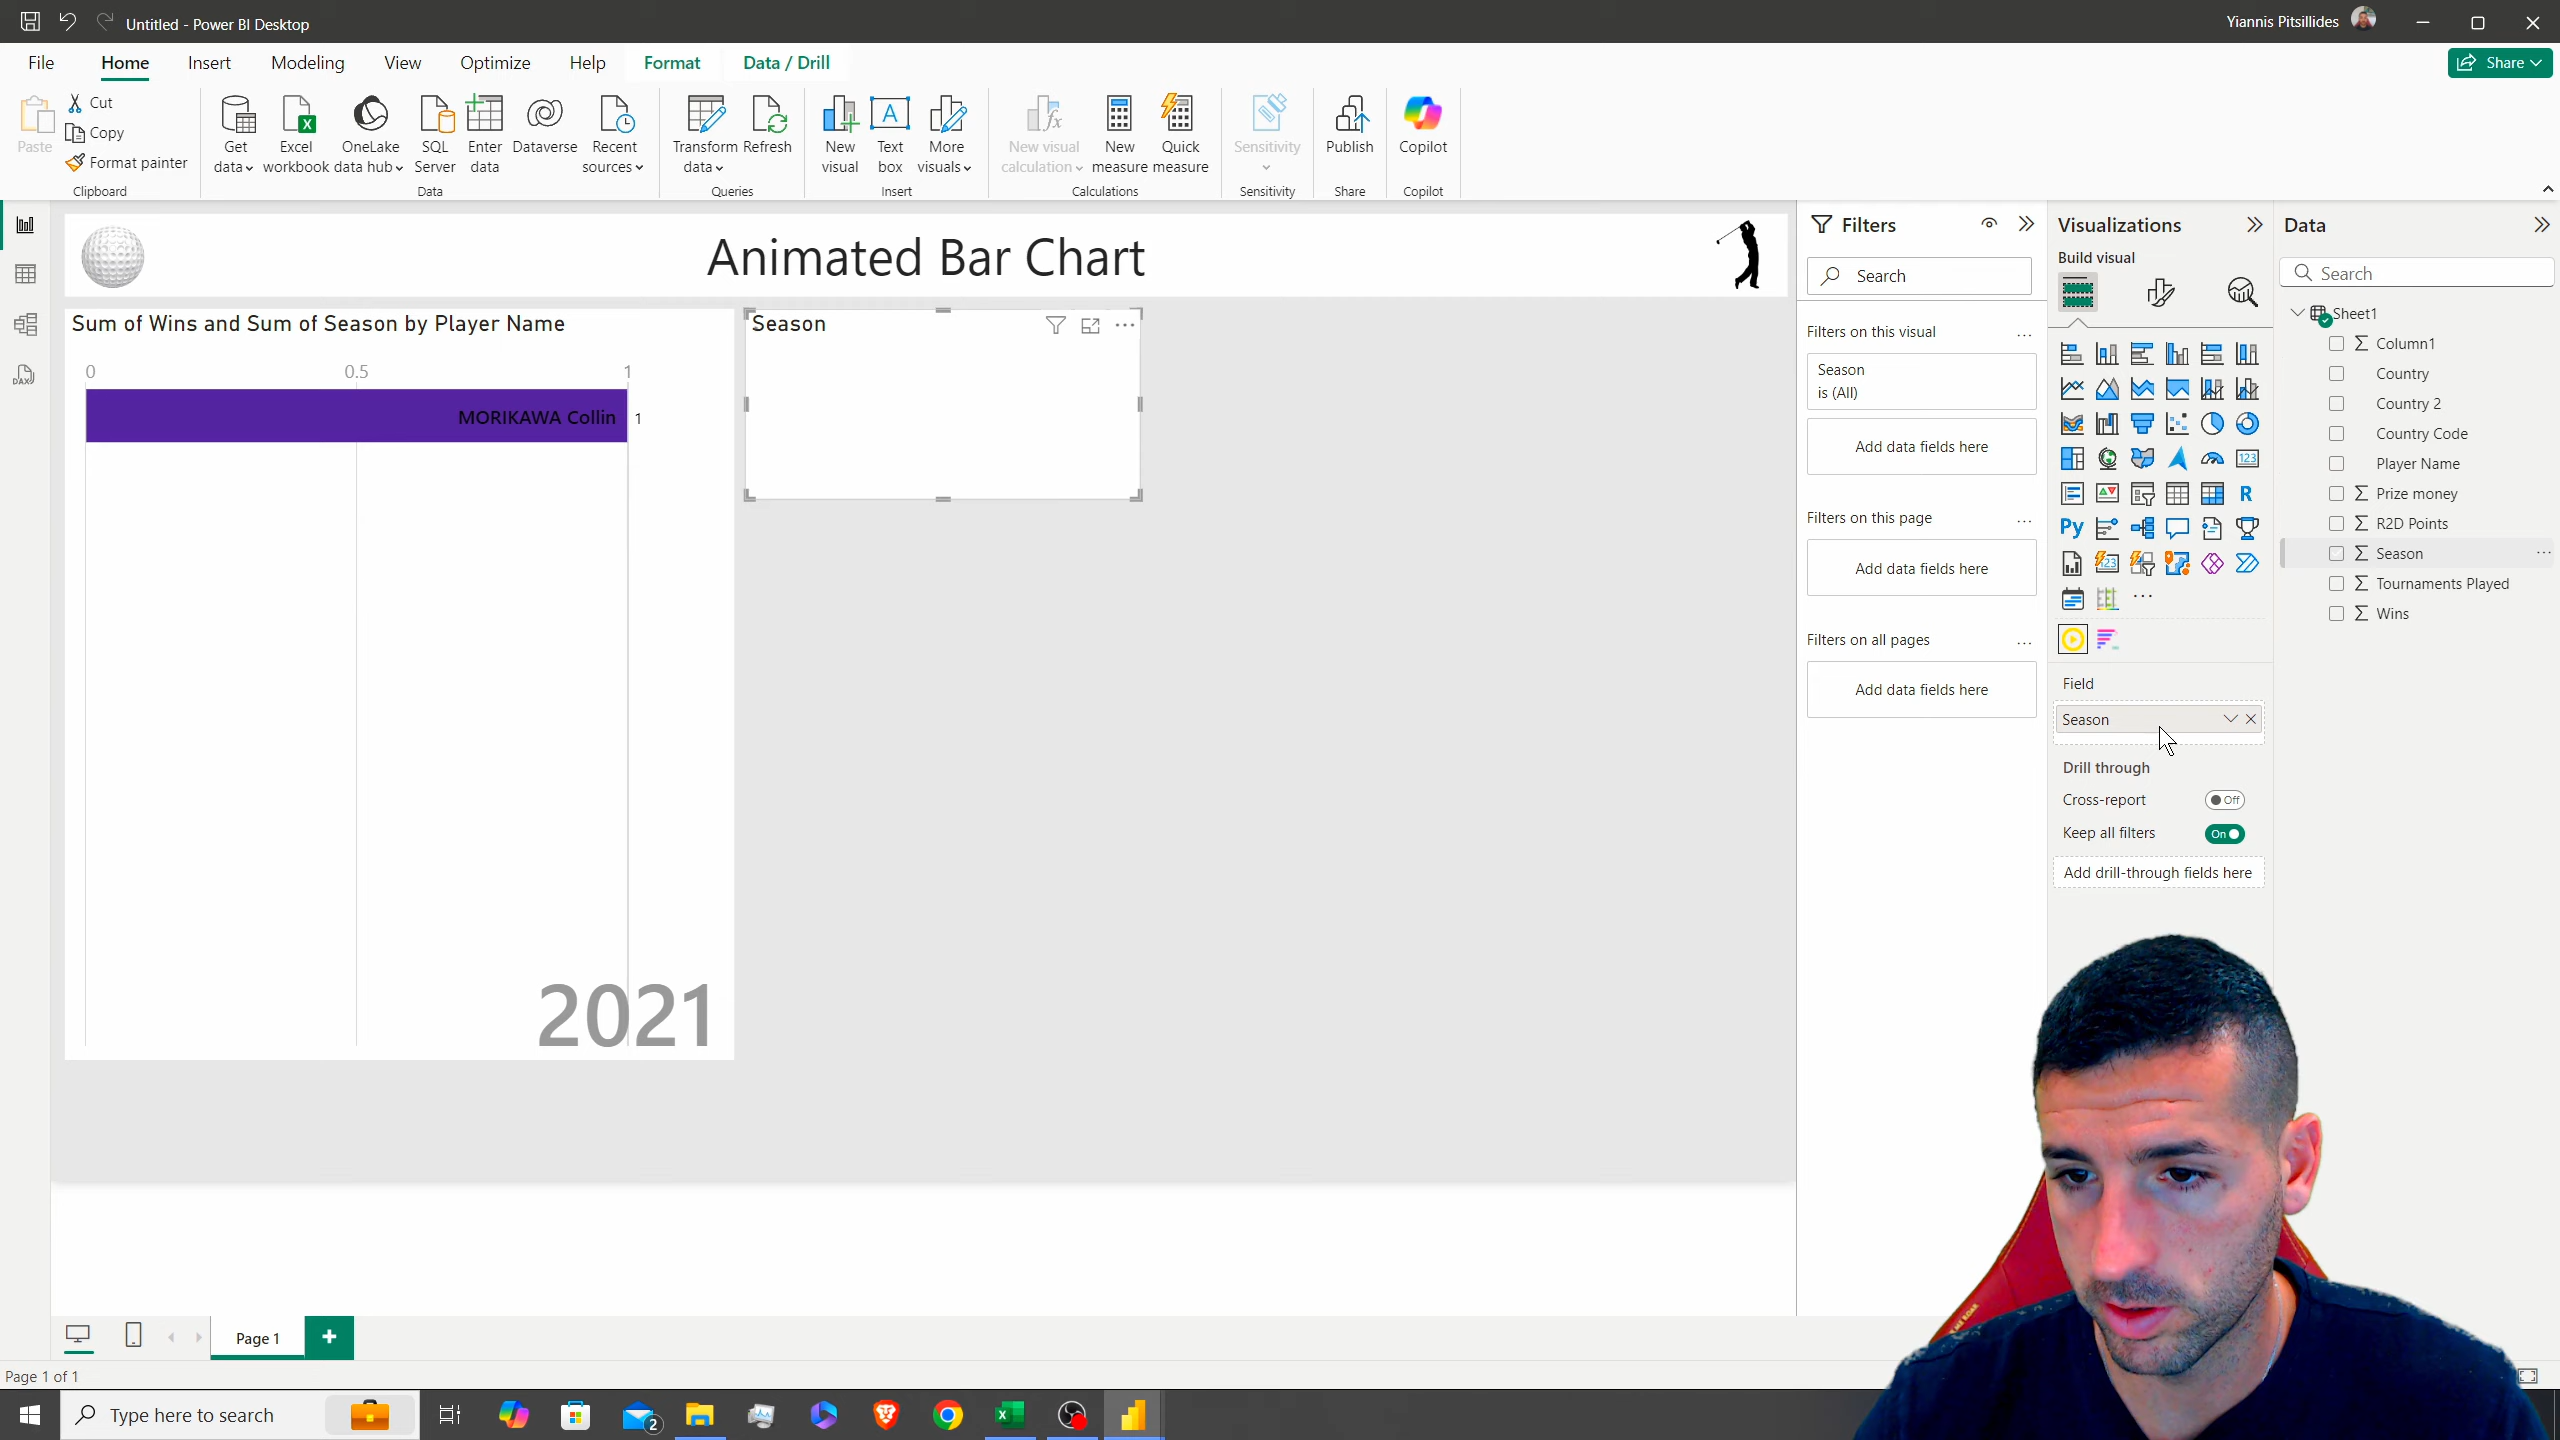 Untitled - Power BI Desktop
Yiannis Pitsillides
File Home Insert Modeling View Optimize Help Format Data / Drill
Share
Paste
Cut
Copy
Format painter
Clipboard
Get data
Excel workbook
OneLake data hub
SQL Server
Enter data
Dataverse
Recent sources
Data
Transform data
Refresh
Queries
New visual
Text box
More visuals
Insert
New visual calculation
New measure
Quick measure
Calculations
Sensitivity
Sensitivity
Publish
Share
Copilot
Copilot
DAX
Animated Bar Chart
Sum of Wins and Sum of Season by Player Name
0 0.5 1
MORIKAWA Collin 1
2021
Season
Filters
Search
Filters on this visual
Season
is (All)
Add data fields here
Filters on this page
Add data fields here
Filters on all pages
Add data fields here
Visualizations
Build visual
123
R
Py
123
Field
Season
Drill through
Cross-report Off
Keep all filters On
Add drill-through fields here
Data
Search
Sheet1
Column1
Country
Country 2
Country Code
Player Name
Prize money
R2D Points
Season
Tournaments Played
Wins
Page 1
Page 1 of 1
Type here to search
2